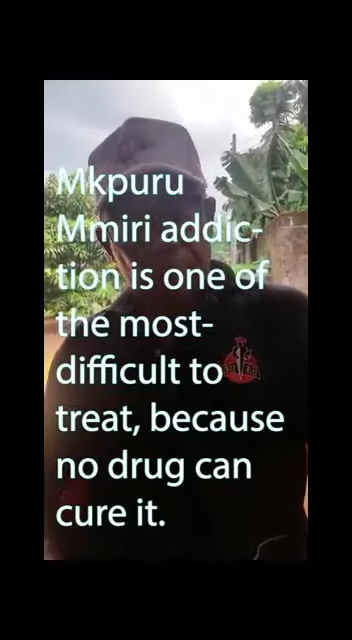 Mkpuru
Mmiri addic-
tion is one of
the most-
difficult to
treat, because
no drug can
cure it.